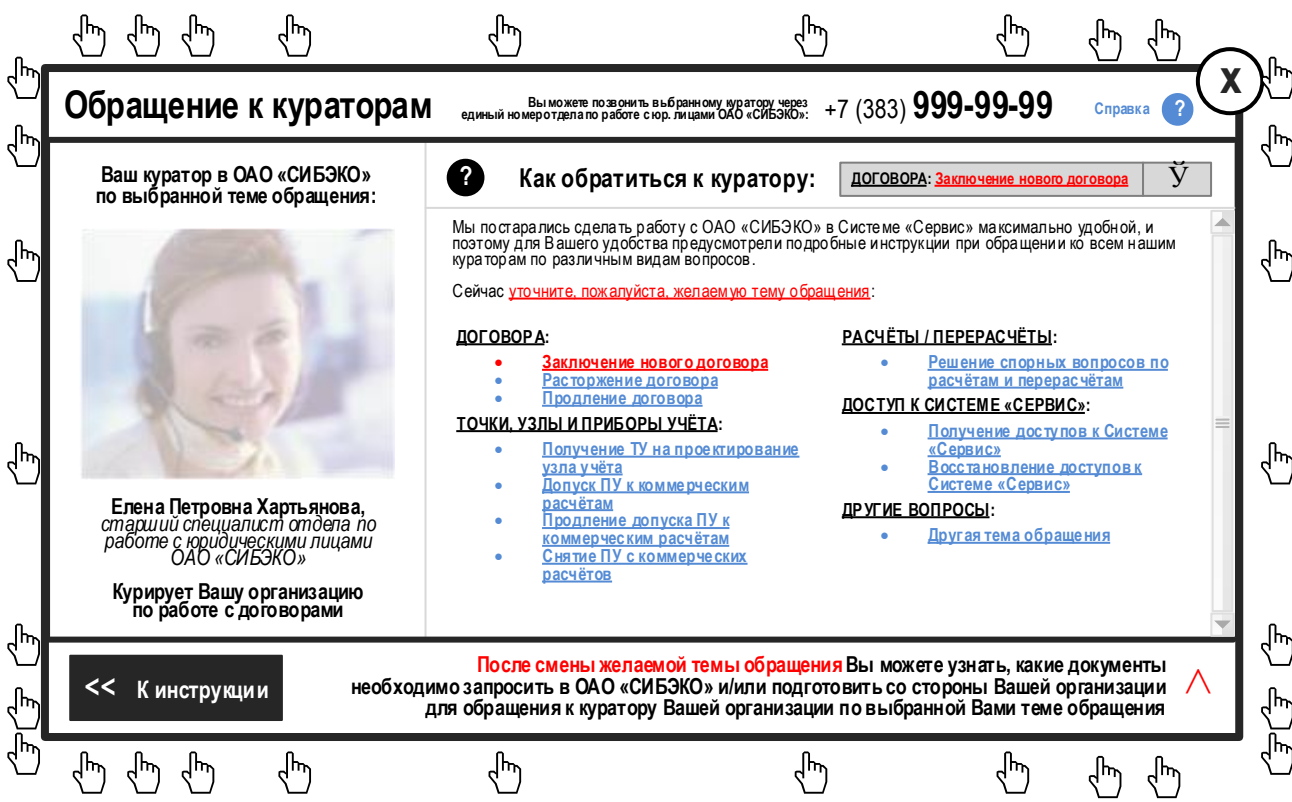 X
Обращение к кураторам
Вы можете позвонить выбранному куратору через
единый номер отдела по работе с юр. лицами ОАО «СИБЭКО»:
+7 (383) 999-99-99
Справка ?
Ваш куратор в ОАО «СИБЭКО»
по выбранной теме обращения:
Елена Петровна Хартьянова,
старший специалист отдела по
работе с юридическими лицами
ОАО «СИБЭКО»
Курирует Вашу организацию
по работе с договорами
? Как обратиться к куратору:
ДОГОВОРА: Заключение нового договора
Ў
Мы постарались сделать работу с ОАО «СИБЭКО» в Системе «Сервис» максимально удобной, и
поэтому для Вашего удобства предусмотрели подробные инструкции при обращении ко всем нашим
кураторам по различным видам вопросов.
Сейчас уточните, пожалуйста, желаемую тему обращения:
ДОГОВОРА:
• Заключение нового договора
• Расторжение договора
• Продление договора
ТОЧКИ, УЗЛЫ И ПРИБОРЫ УЧЁТА:
• Получение ТУ на проектирование
узла учёта
• Допуск ПУ к коммерческим
расчётам
• Продление допуска ПУ к
коммерческим расчётам
• Снятие ПУ с коммерческих
расчётов
РАСЧЁТЫ / ПЕРЕРАСЧЁТЫ:
• Решение спорных вопросов по
расчётам и перерасчётам
ДОСТУП К СИСТЕМЕ «СЕРВИС»:
• Получение доступов к Системе
«Сервис»
• Восстановление доступов к
Системе «Сервис»
ДРУГИЕ ВОПРОСЫ:
• Другая тема обращения
<< К инструкции
После смены желаемой темы обращения Вы можете узнать, какие документы
необходимо запросить в ОАО «СИБЭКО» и/или подготовить со стороны Вашей организации
для обращения к куратору Вашей организации по выбранной Вами теме обращения